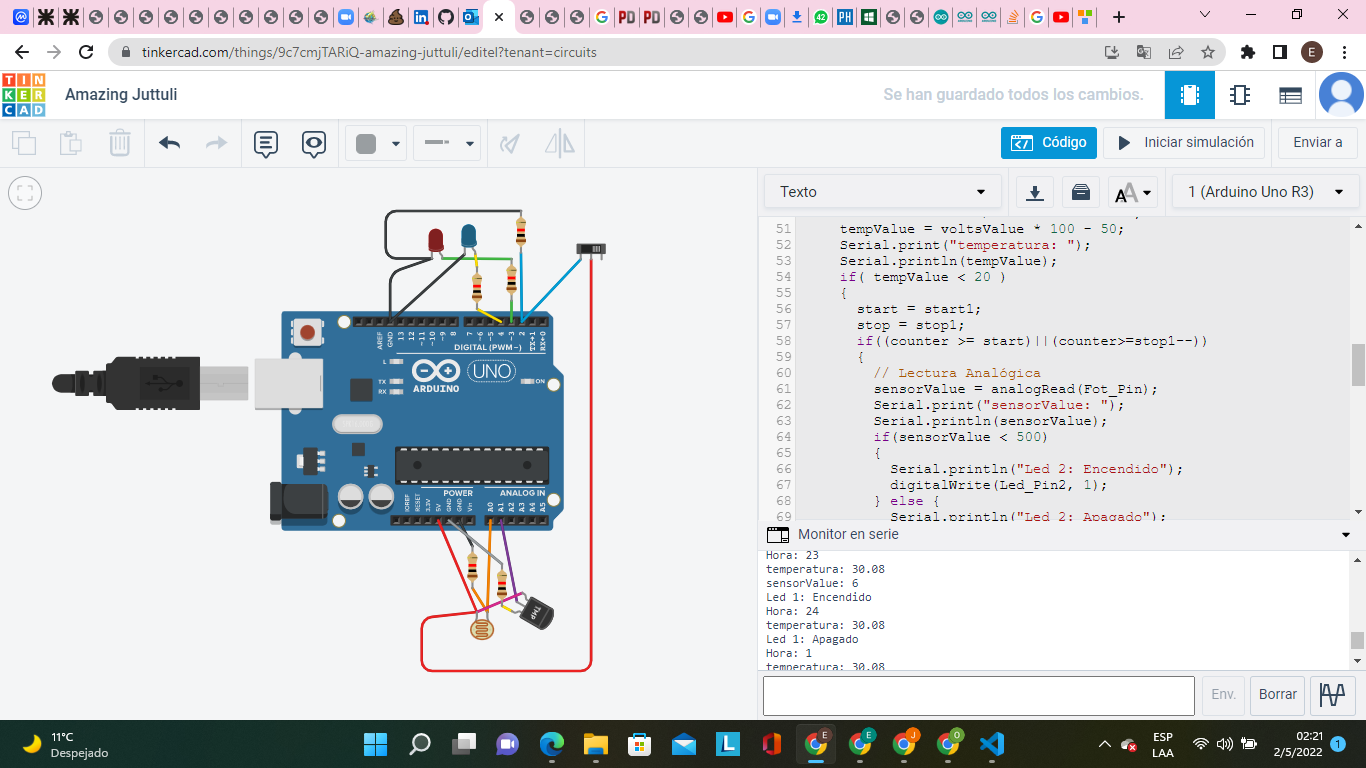 tinkercad.com/things/9c7cmjTARiQ-amazing-juttuli/editel?tenant=circuits
E
TIN
KER
CAD
Amazing Juttuli
Se han guardado todos los cambios.
Código
Iniciar simulación
Enviar a
Texto
1 (Arduino Uno R3)
51 tempValue = voltsValue * 100 - 50;
52 Serial.print("temperatura: ");
53 Serial.println(tempValue);
54 if( tempValue < 20 )
55 {
56 start = start1;
57 stop = stop1;
58 if((counter >= start)||(counter>=stop1--))
59 {
60 // Lectura Analógica
61 sensorValue = analogRead(Fot_Pin);
62 Serial.print("sensorValue: ");
63 Serial.println(sensorValue);
64 if(sensorValue < 500)
65 {
66 Serial.println("Led 2: Encendido");
67 digitalWrite(Led_Pin2, 1);
68 } else {
69 Serial.println("Led 2: Apagado");
AREF
GND
13
12
~11
~10
~9
8
7
~6
~5
4
~3
2
TX→1
RX←0
DIGITAL (PWM ~)
L
TX
RX
ARDUINO
UNO
ON
POWER
ANALOG IN
IOREF
RESET
3.3V
5V
GND
GND
Vin
A0
A1
A2
A3
A4
A5
TMP
Monitor en serie
Hora: 23
temperatura: 30.08
sensorValue: 6
Led 1: Encendido
Hora: 24
temperatura: 30.08
Led 1: Apagado
Hora: 1
temperatura: 30.08
Env.
Borrar
11°C
Despejado
ESP
LAA
02:21
2/5/2022
1